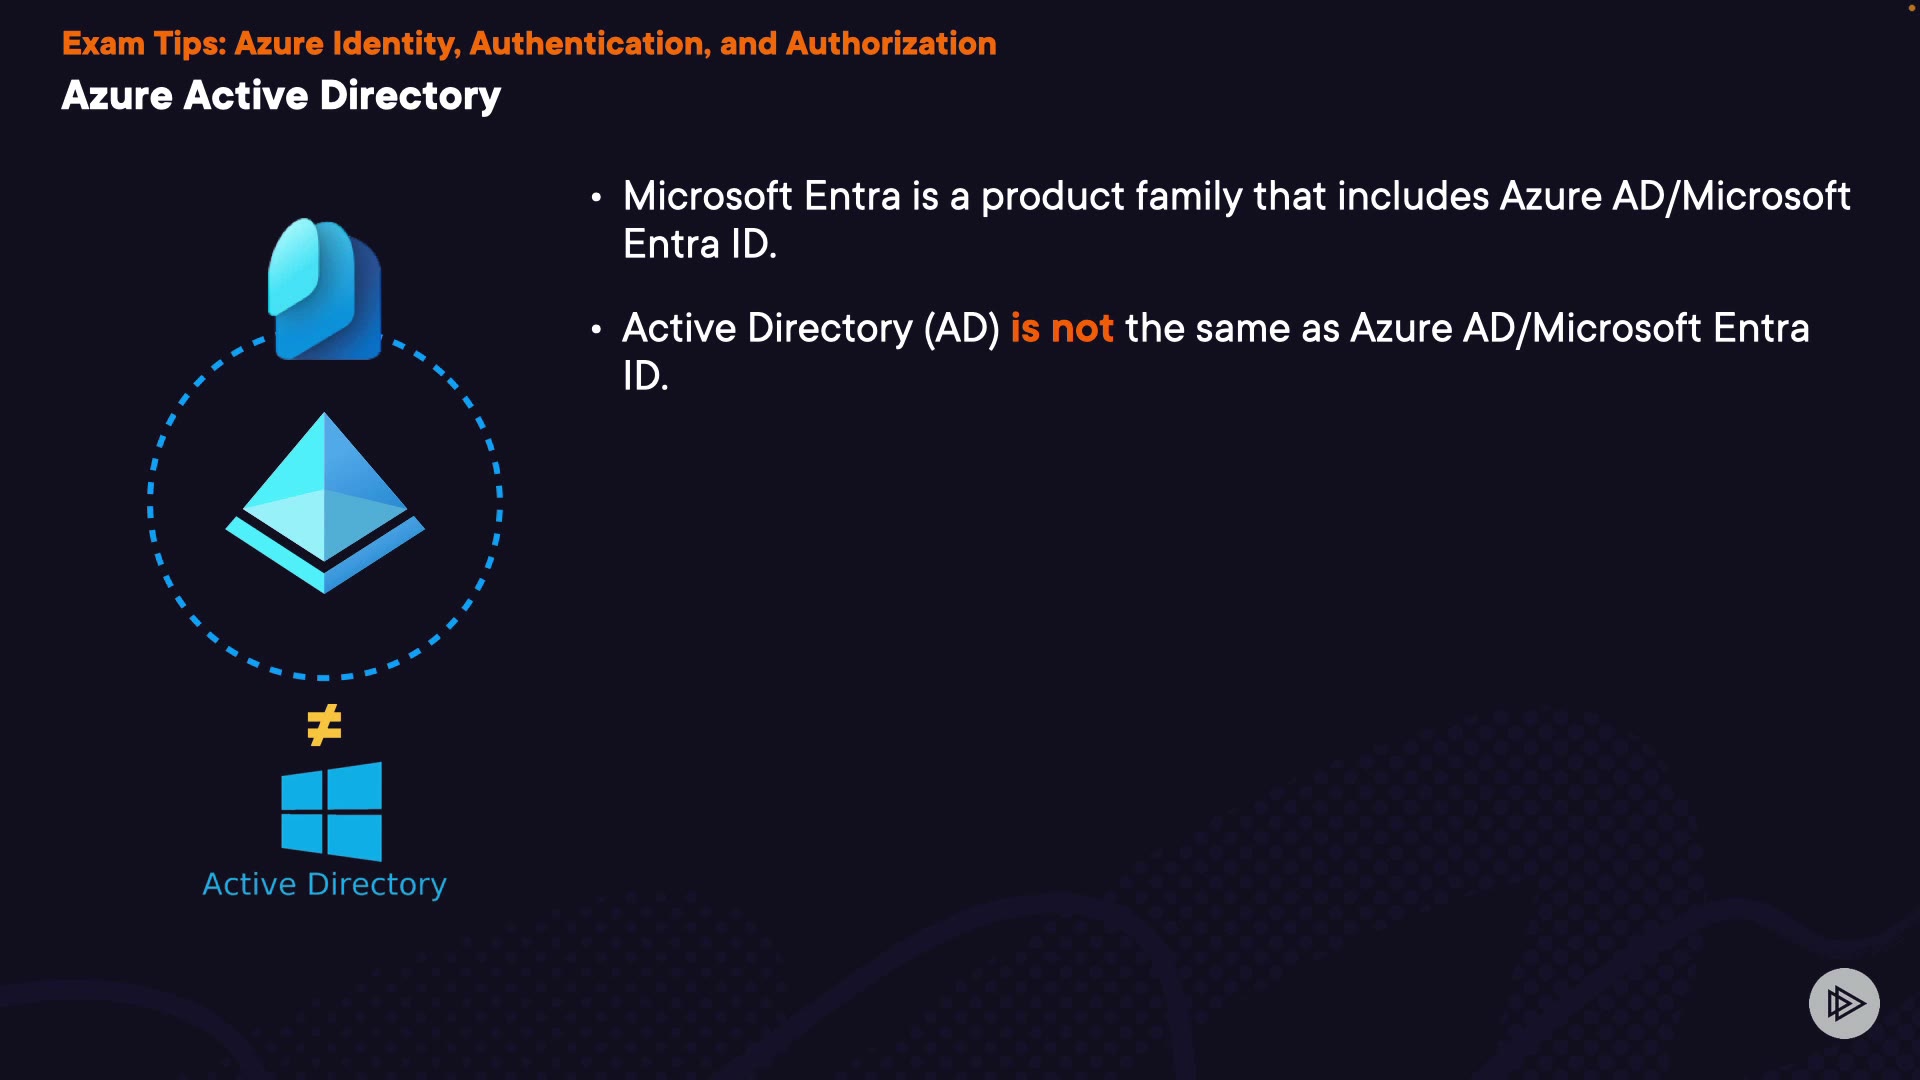 Exam Tips: Azure Identity, Authentication, and Authorization
Azure Active Directory
• Microsoft Entra is a product family that includes Azure AD/Microsoft
Entra ID.
• Active Directory (AD) is not the same as Azure AD/Microsoft Entra
ID.
≠
Active Directory